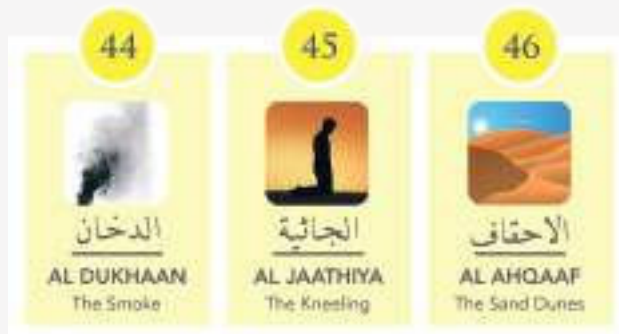 44
الدخان
AL DUKHAAN
The Smoke
45
الجاثية
AL JAATHIYA
The Kneeling
46
الاحقاف
AL AHQAAF
The Sand Dunes